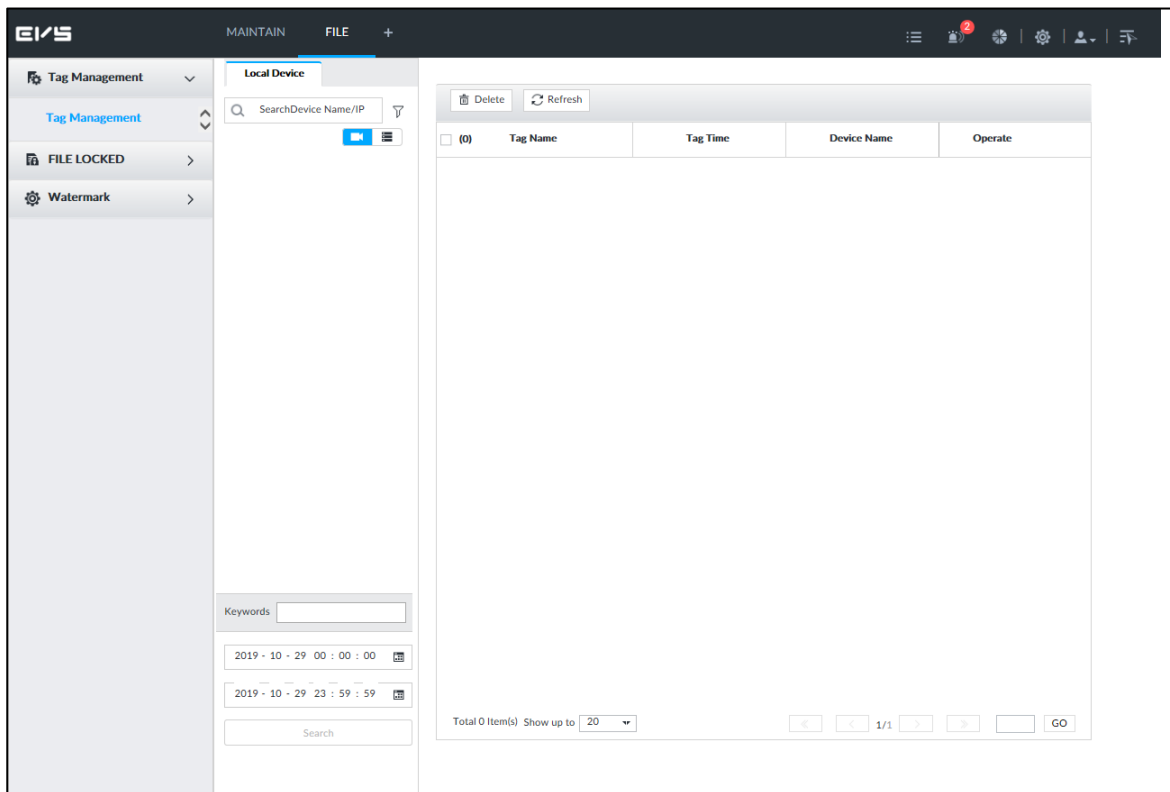 EVS MAINTAIN FILE +
2
Tag Management
Tag Management
FILE LOCKED
Watermark
Local Device
SearchDevice Name/IP
Keywords
2019 - 10 - 29 00 : 00 : 00
2019 - 10 - 29 23 : 59 : 59
Search
Delete Refresh
(0) Tag Name Tag Time Device Name Operate
Total 0 Item(s) Show up to 20 1/1 GO